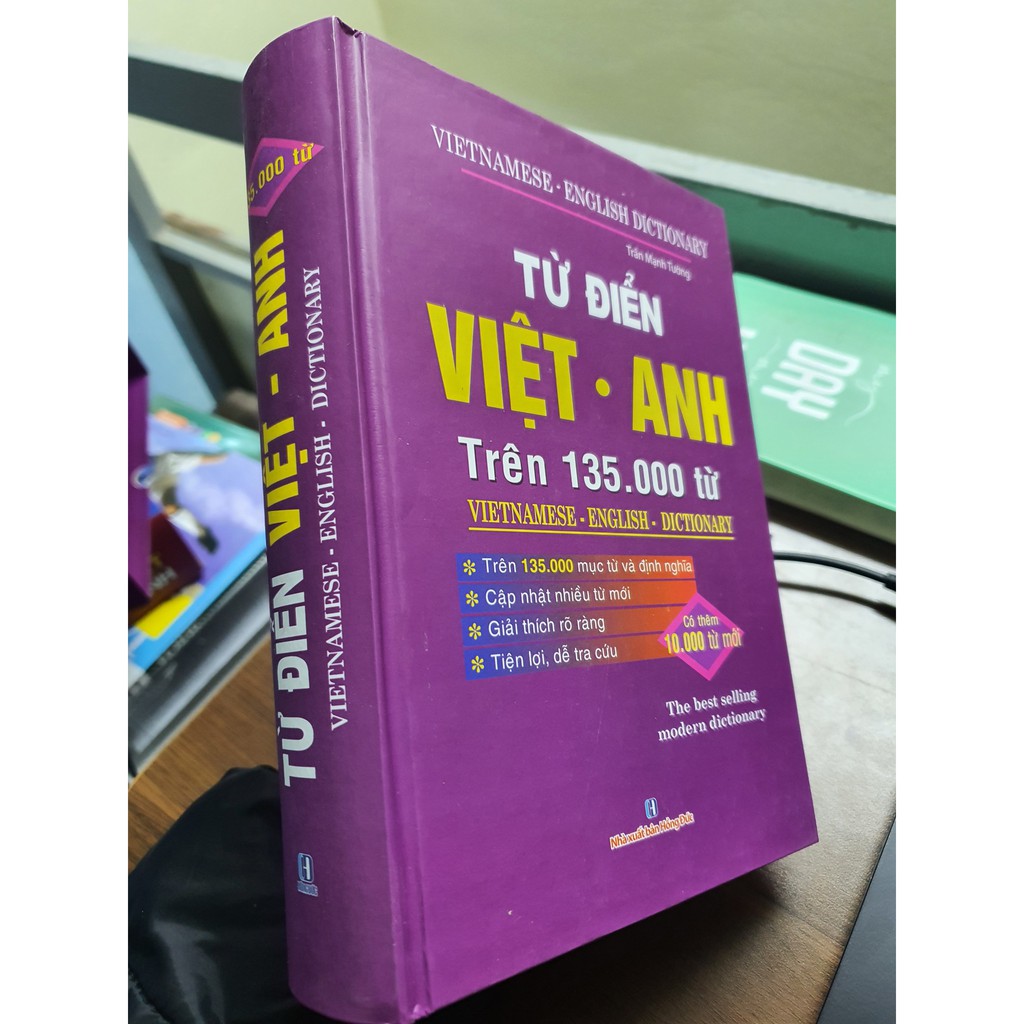 VIETNAMESE - ENGLISH DICTIONARY
Trần Mạnh Tường
TỪ ĐIỂN
VIỆT · ANH
Trên 135.000 từ
VIETNAMESE - ENGLISH - DICTIONARY
✻ Trên 135.000 mục từ và định nghĩa
✻ Cập nhật nhiều từ mới
✻ Giải thích rõ ràng
✻ Tiện lợi, dễ tra cứu
Có thêm
10.000 từ mới
The best selling
modern dictionary
Nhà xuất bản Hồng Đức
từ
TỪ ĐIỂN VIỆT - ANH
VIETNAMESE - ENGLISH - DICTIONARY
DAY